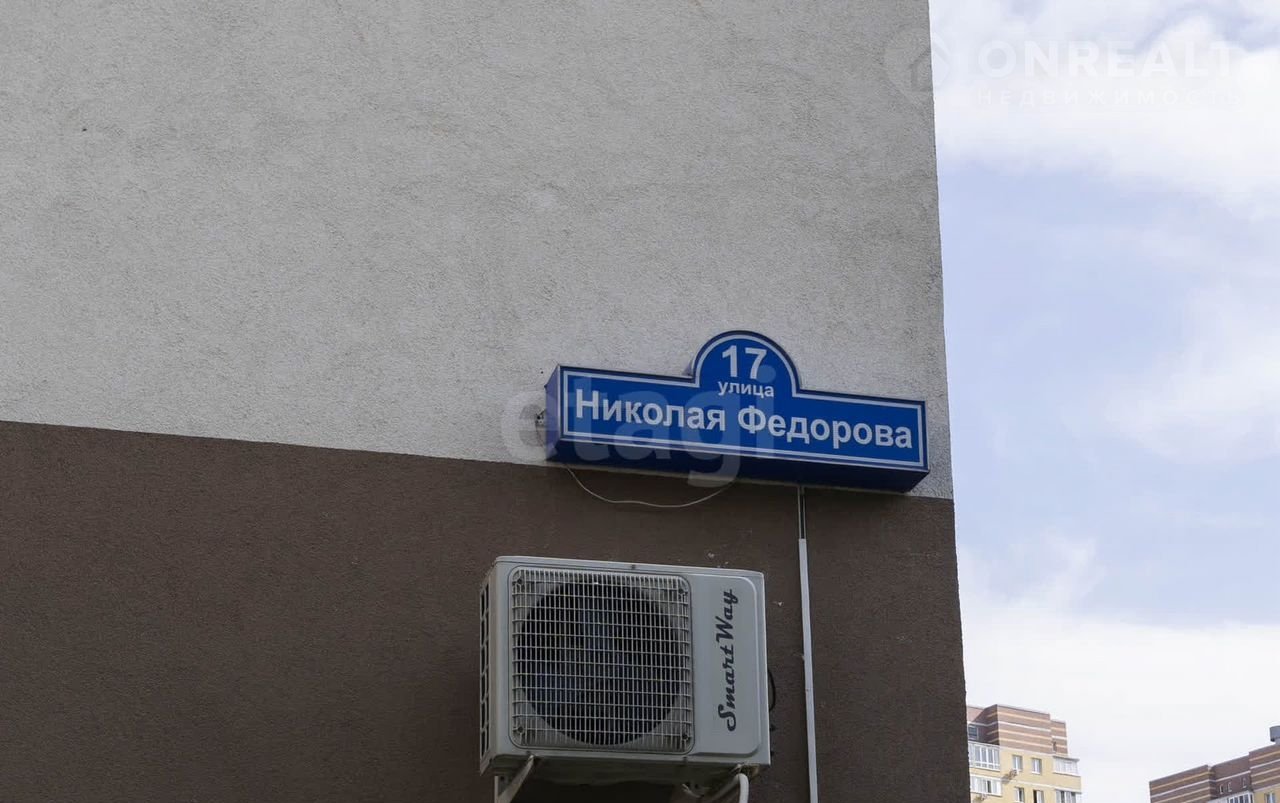 ONREALT
НЕДВИЖИМОСТЬ
17
улица
Николая Федорова
etagi
SmartWay